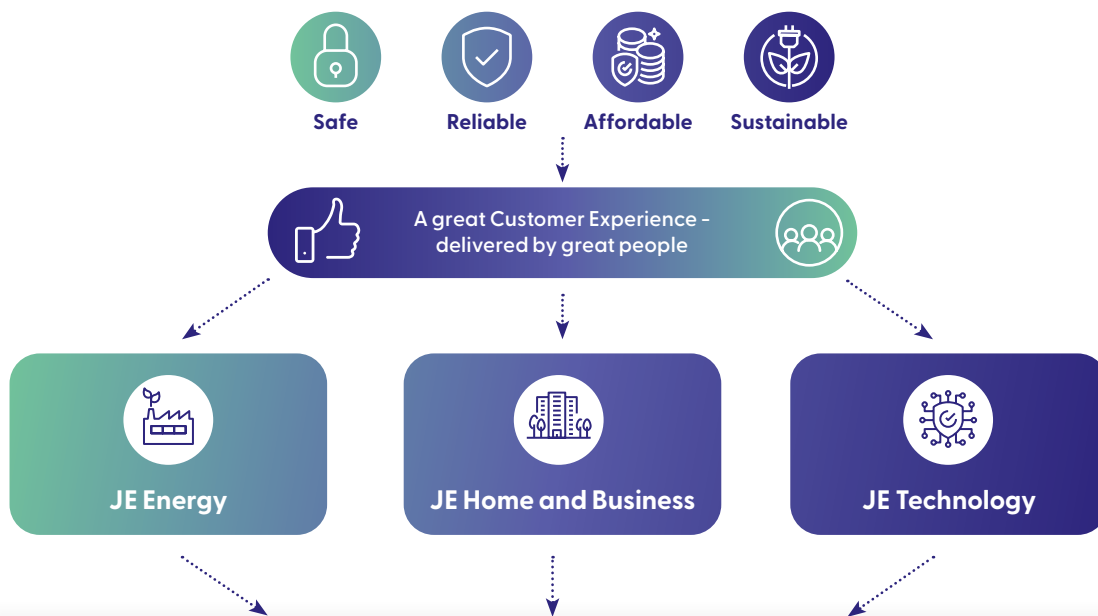 Safe
Reliable
Affordable
Sustainable
A great Customer Experience -
delivered by great people
JE Energy
JE Home and Business
JE Technology